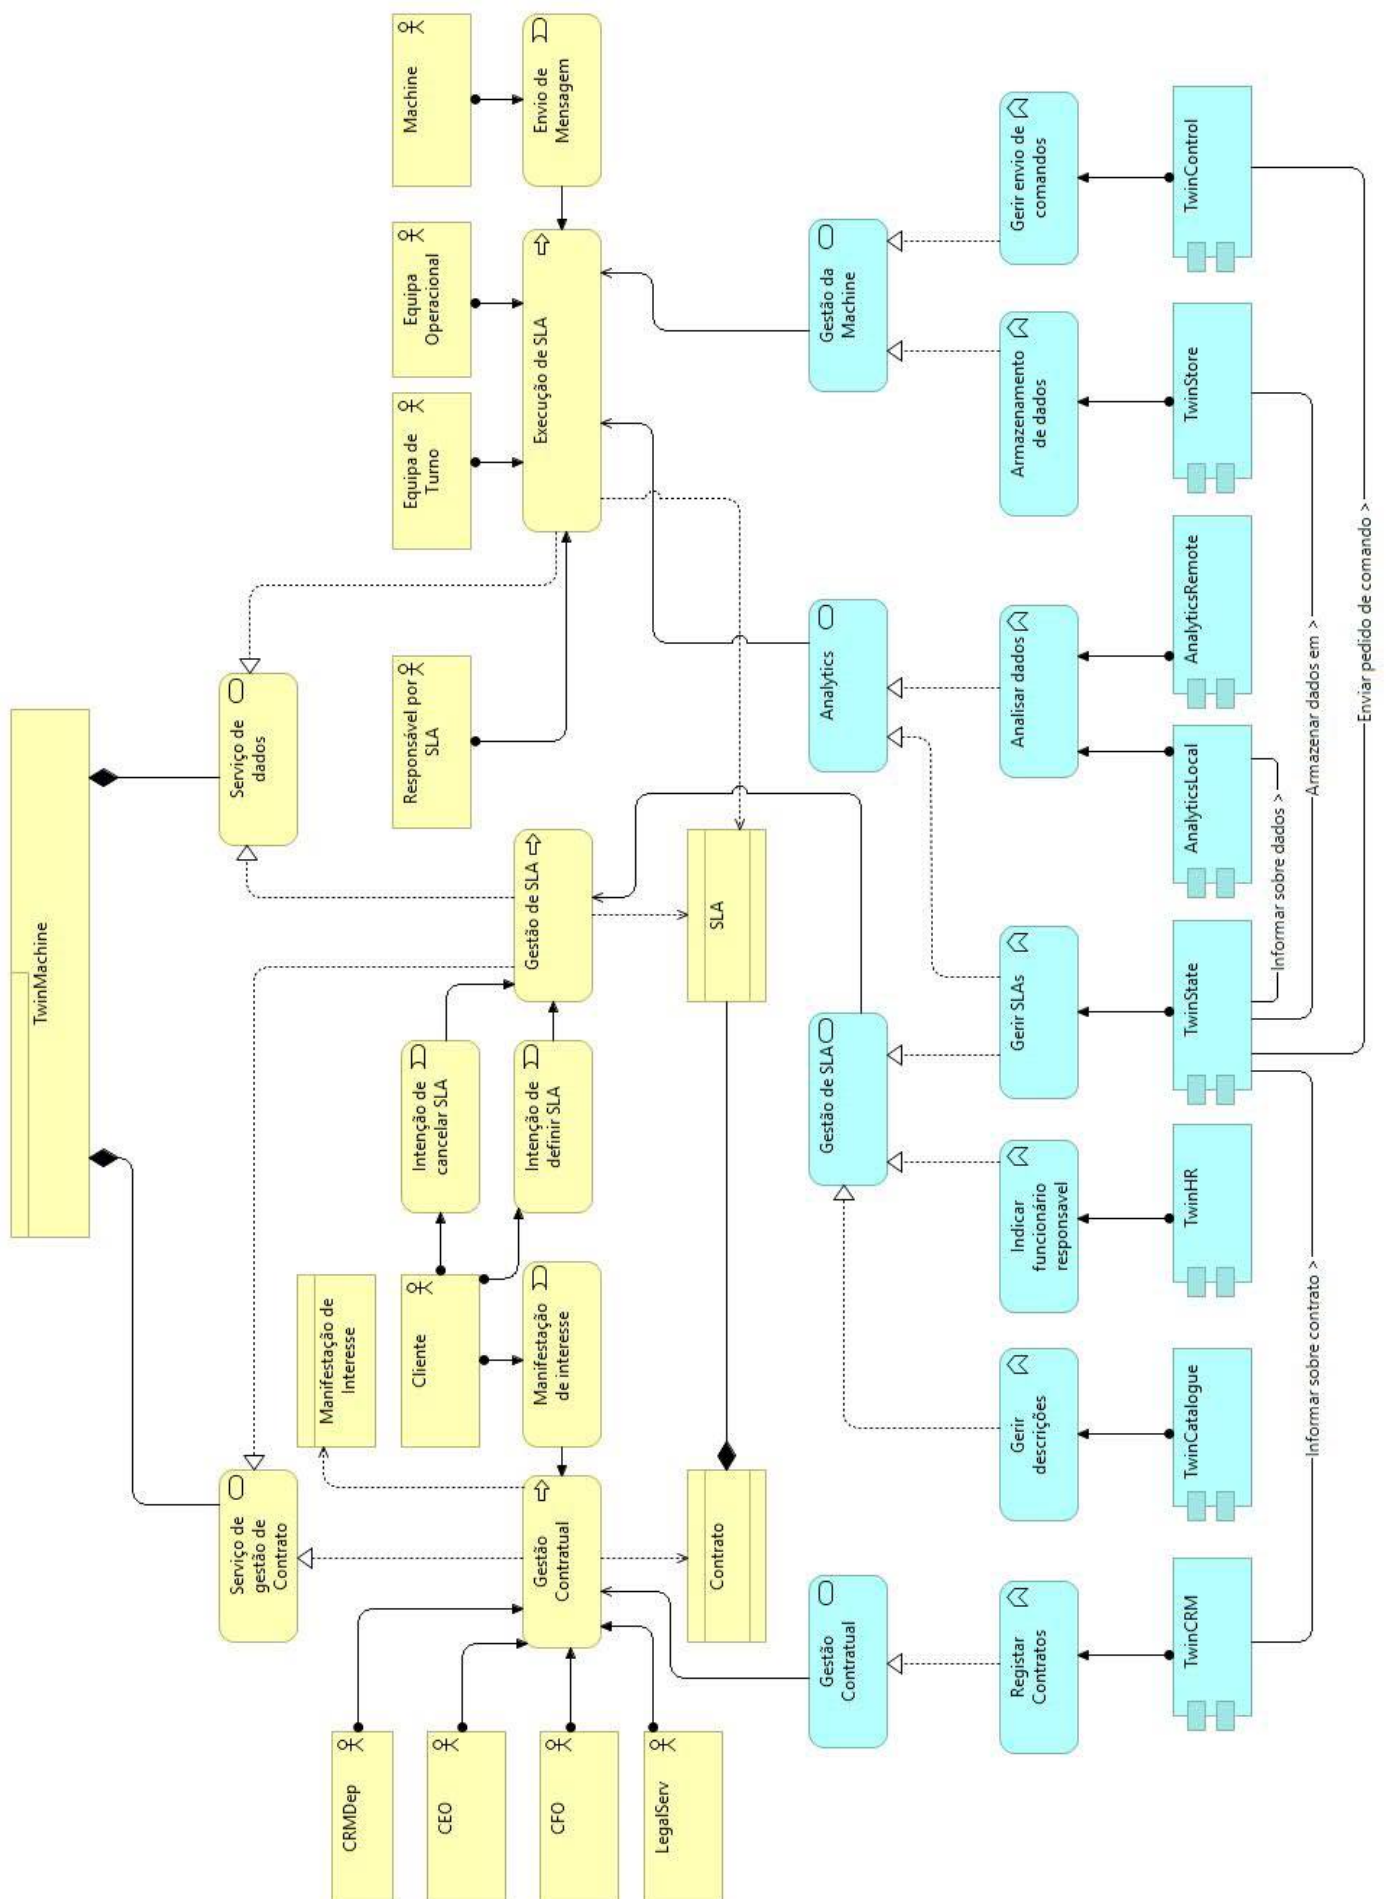 TwinMachine
Serviço de
gestão de
Contrato
Serviço de
dados
Manifestação de
Interesse
CRMDep
CEO
CFO
LegalServ
Cliente
Intenção de
cancelar SLA
Responsável por
SLA
Equipa de
Turno
Equipa
Operacional
Machine
Gestão
Contratual
Manifestação
de interesse
Intenção de
definir SLA
Gestão de SLA
Execução de SLA
Envio de
Mensagem
Contrato
SLA
Gestão
Contratual
Gestão de SLA
Analytics
Gestão da
Machine
Registar
Contratos
Gerir
descrições
Indicar
funcionário
responsavel
Gerir SLAs
Analisar dados
Armazenamento
de dados
Gerir envio de
comandos
TwinCRM
TwinCatalogue
TwinHR
TwinState
AnalyticsLocal
AnalyticsRemote
TwinStore
TwinControl
Informar sobre dados >
Informar sobre contrato >
Armazenar dados em >
Enviar pedido de comando >